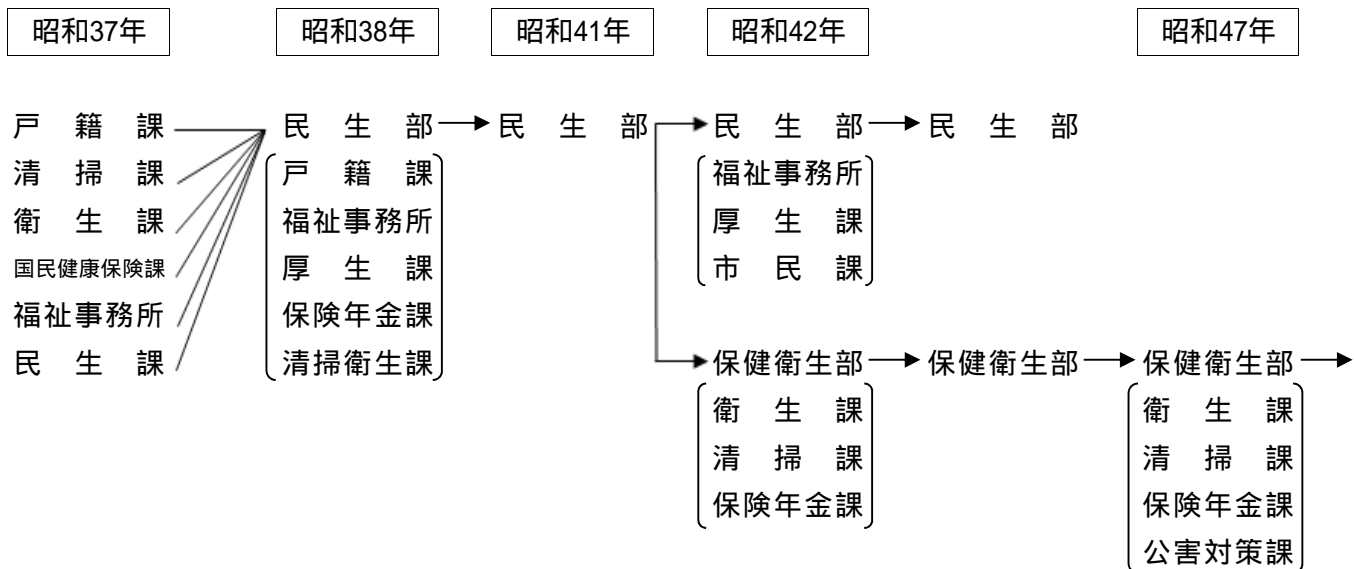 昭和37年 昭和38年 昭和41年 昭和42年 昭和47年
戸籍課 民生部 民生部 民生部 民生部
清掃課 戸籍課 福祉事務所
衛生課 福祉事務所 厚生課
国民健康保険課 厚生課 市民課
福祉事務所 保険年金課
民生課 清掃衛生課 保健衛生部 保健衛生部 保健衛生部
衛生課 衛生課
清掃課 清掃課
保険年金課 保険年金課
公害対策課